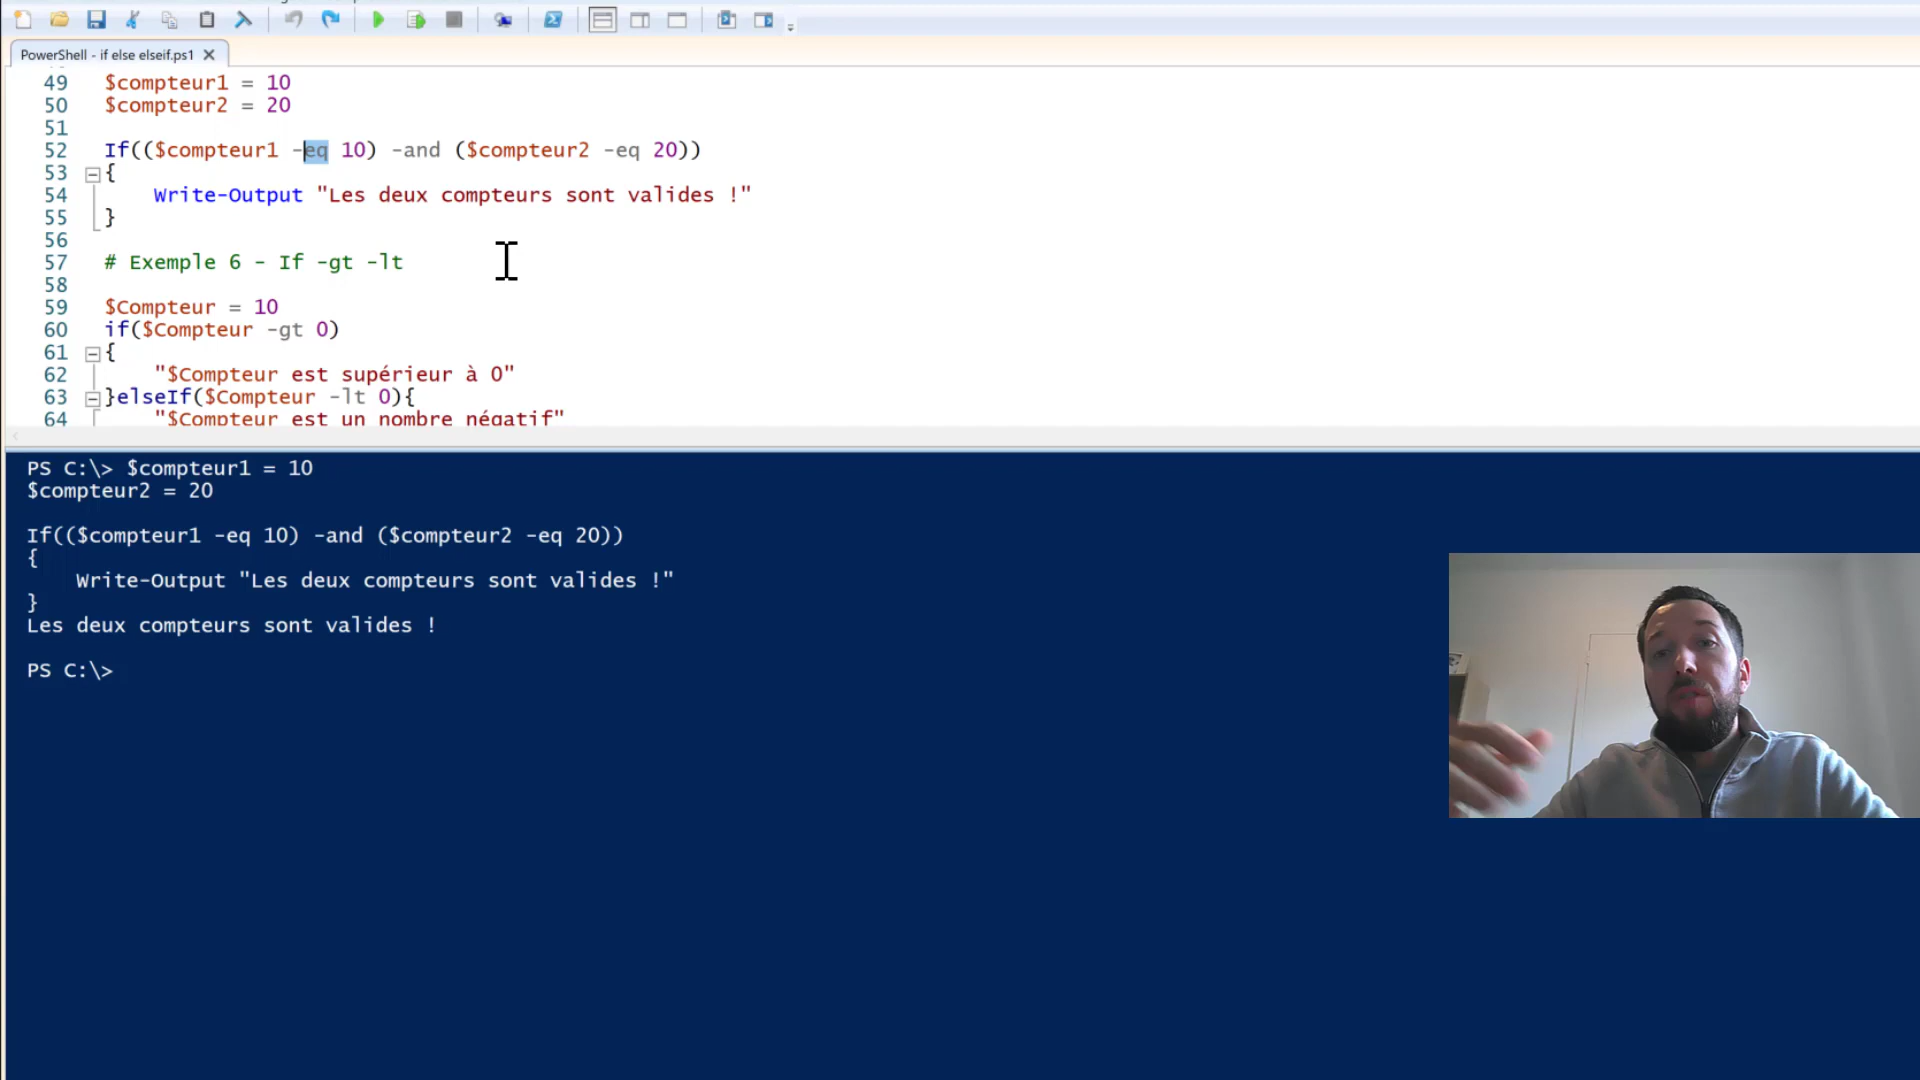 PowerShell - if else elseif.ps1
49 $compteur1 = 10
50 $compteur2 = 20
51
52 If(($compteur1 -eq 10) -and ($compteur2 -eq 20))
53 {
54 Write-Output "Les deux compteurs sont valides !"
55 }
56
57 # Exemple 6 - If -gt -lt
58
59 $Compteur = 10
60 if($Compteur -gt 0)
61 {
62 "$Compteur est supérieur à 0"
63 }elseIf($Compteur -lt 0){
64 "$Compteur est un nombre négatif"
PS C:\> $compteur1 = 10
$compteur2 = 20
If(($compteur1 -eq 10) -and ($compteur2 -eq 20))
{
Write-Output "Les deux compteurs sont valides !"
}
Les deux compteurs sont valides !
PS C:\>